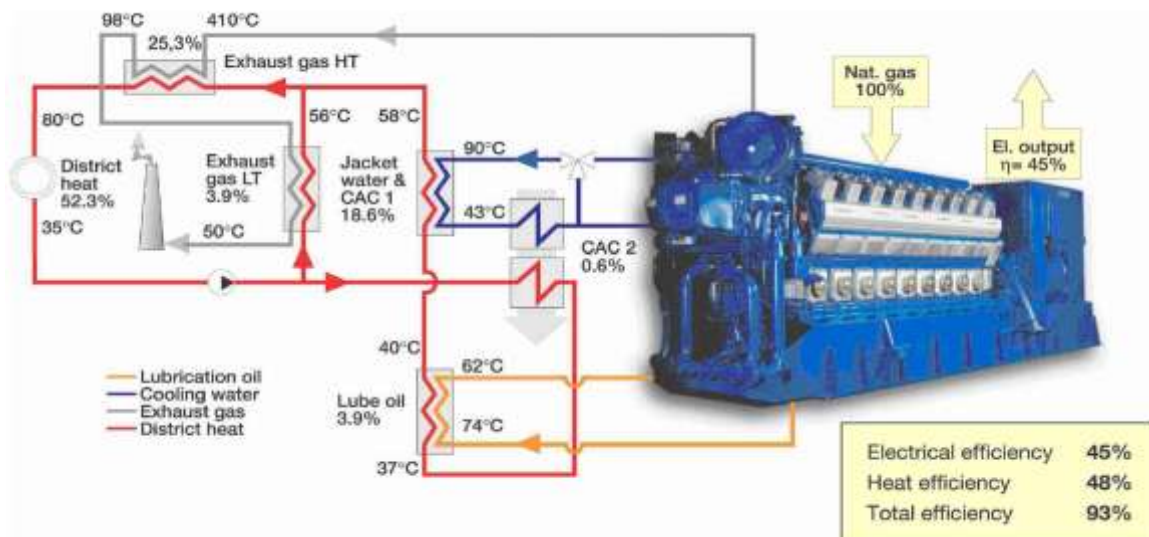 98°C
410°C
25,3%
Exhaust gas HT
80°C
56°C
58°C
District
heat
52.3%
Exhaust
gas LT
3.9%
Jacket
water &
CAC 1
18.6%
90°C
43°C
35°C
50°C
CAC 2
0.6%
Nat. gas
100%
El. output
η= 45%
40°C
62°C
Lube oil
3.9%
74°C
37°C
Lubrication oil
Cooling water
Exhaust gas
District heat
Electrical efficiency 45%
Heat efficiency 48%
Total efficiency 93%